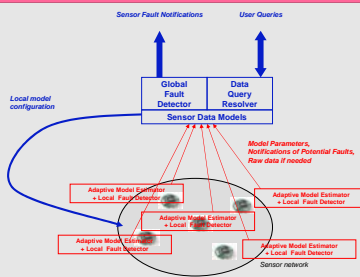 Sensor Fault Notifications
User Queries
Global
Fault
Detector
Data
Query
Resolver
Sensor Data Models
Local model
configuration
Model Parameters,
Notifications of Potential Faults,
Raw data if needed
Adaptive Model Estimator
+ Local Fault Detector
Adaptive Model Estimator
+ Local Fault Detector
Adaptive Model Estimator
+ Local Fault Detector
Adaptive Model Estimator
+ Local Fault Detector
Adaptive Model Estimator
+ Local Fault Detector
Sensor network